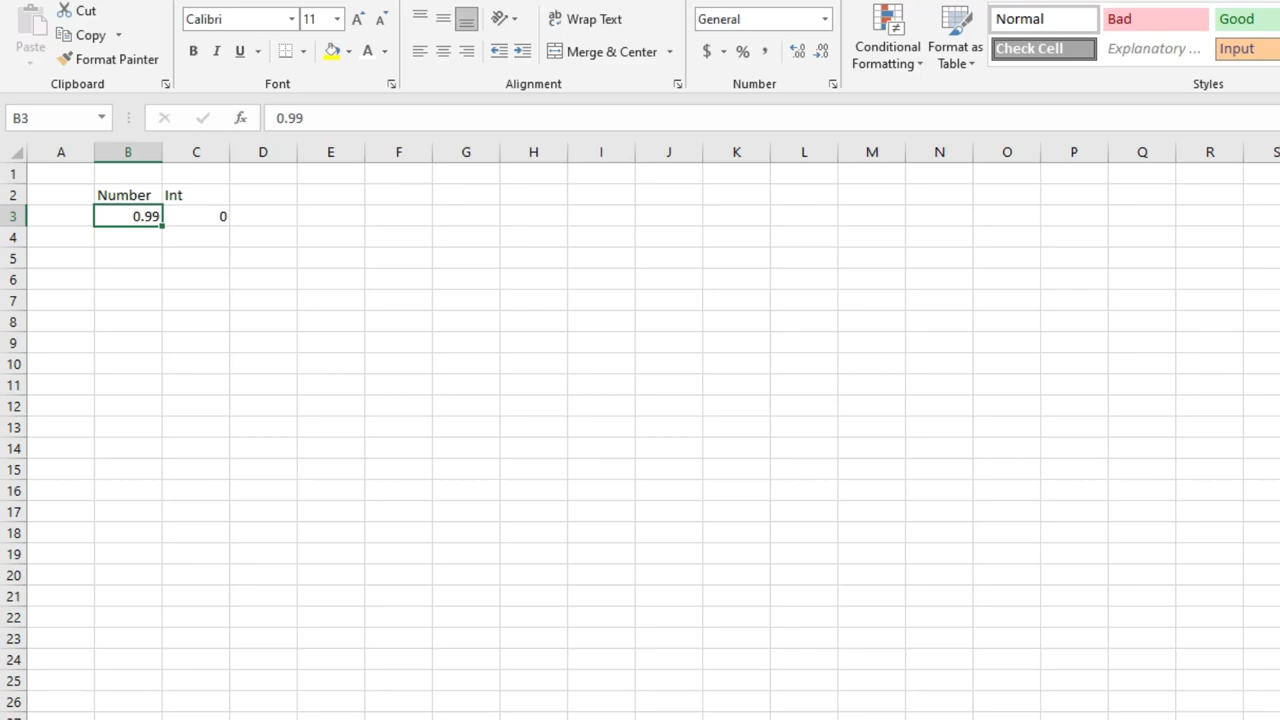 Cut
Copy
Format Painter
Paste
Clipboard
Calibri 11 A A
B I U A
Font
ab Wrap Text
Merge & Center
Alignment
General
$ % ,
Number
Conditional Formatting
Format as Table
Normal Bad Good
Check Cell Explanatory ... Input
Styles
B3 fx 0.99
A B C D E F G H I J K L M N O P Q R S
1
2 Number Int
3 0.99 0
4
5
6
7
8
9
10
11
12
13
14
15
16
17
18
19
20
21
22
23
24
25
26